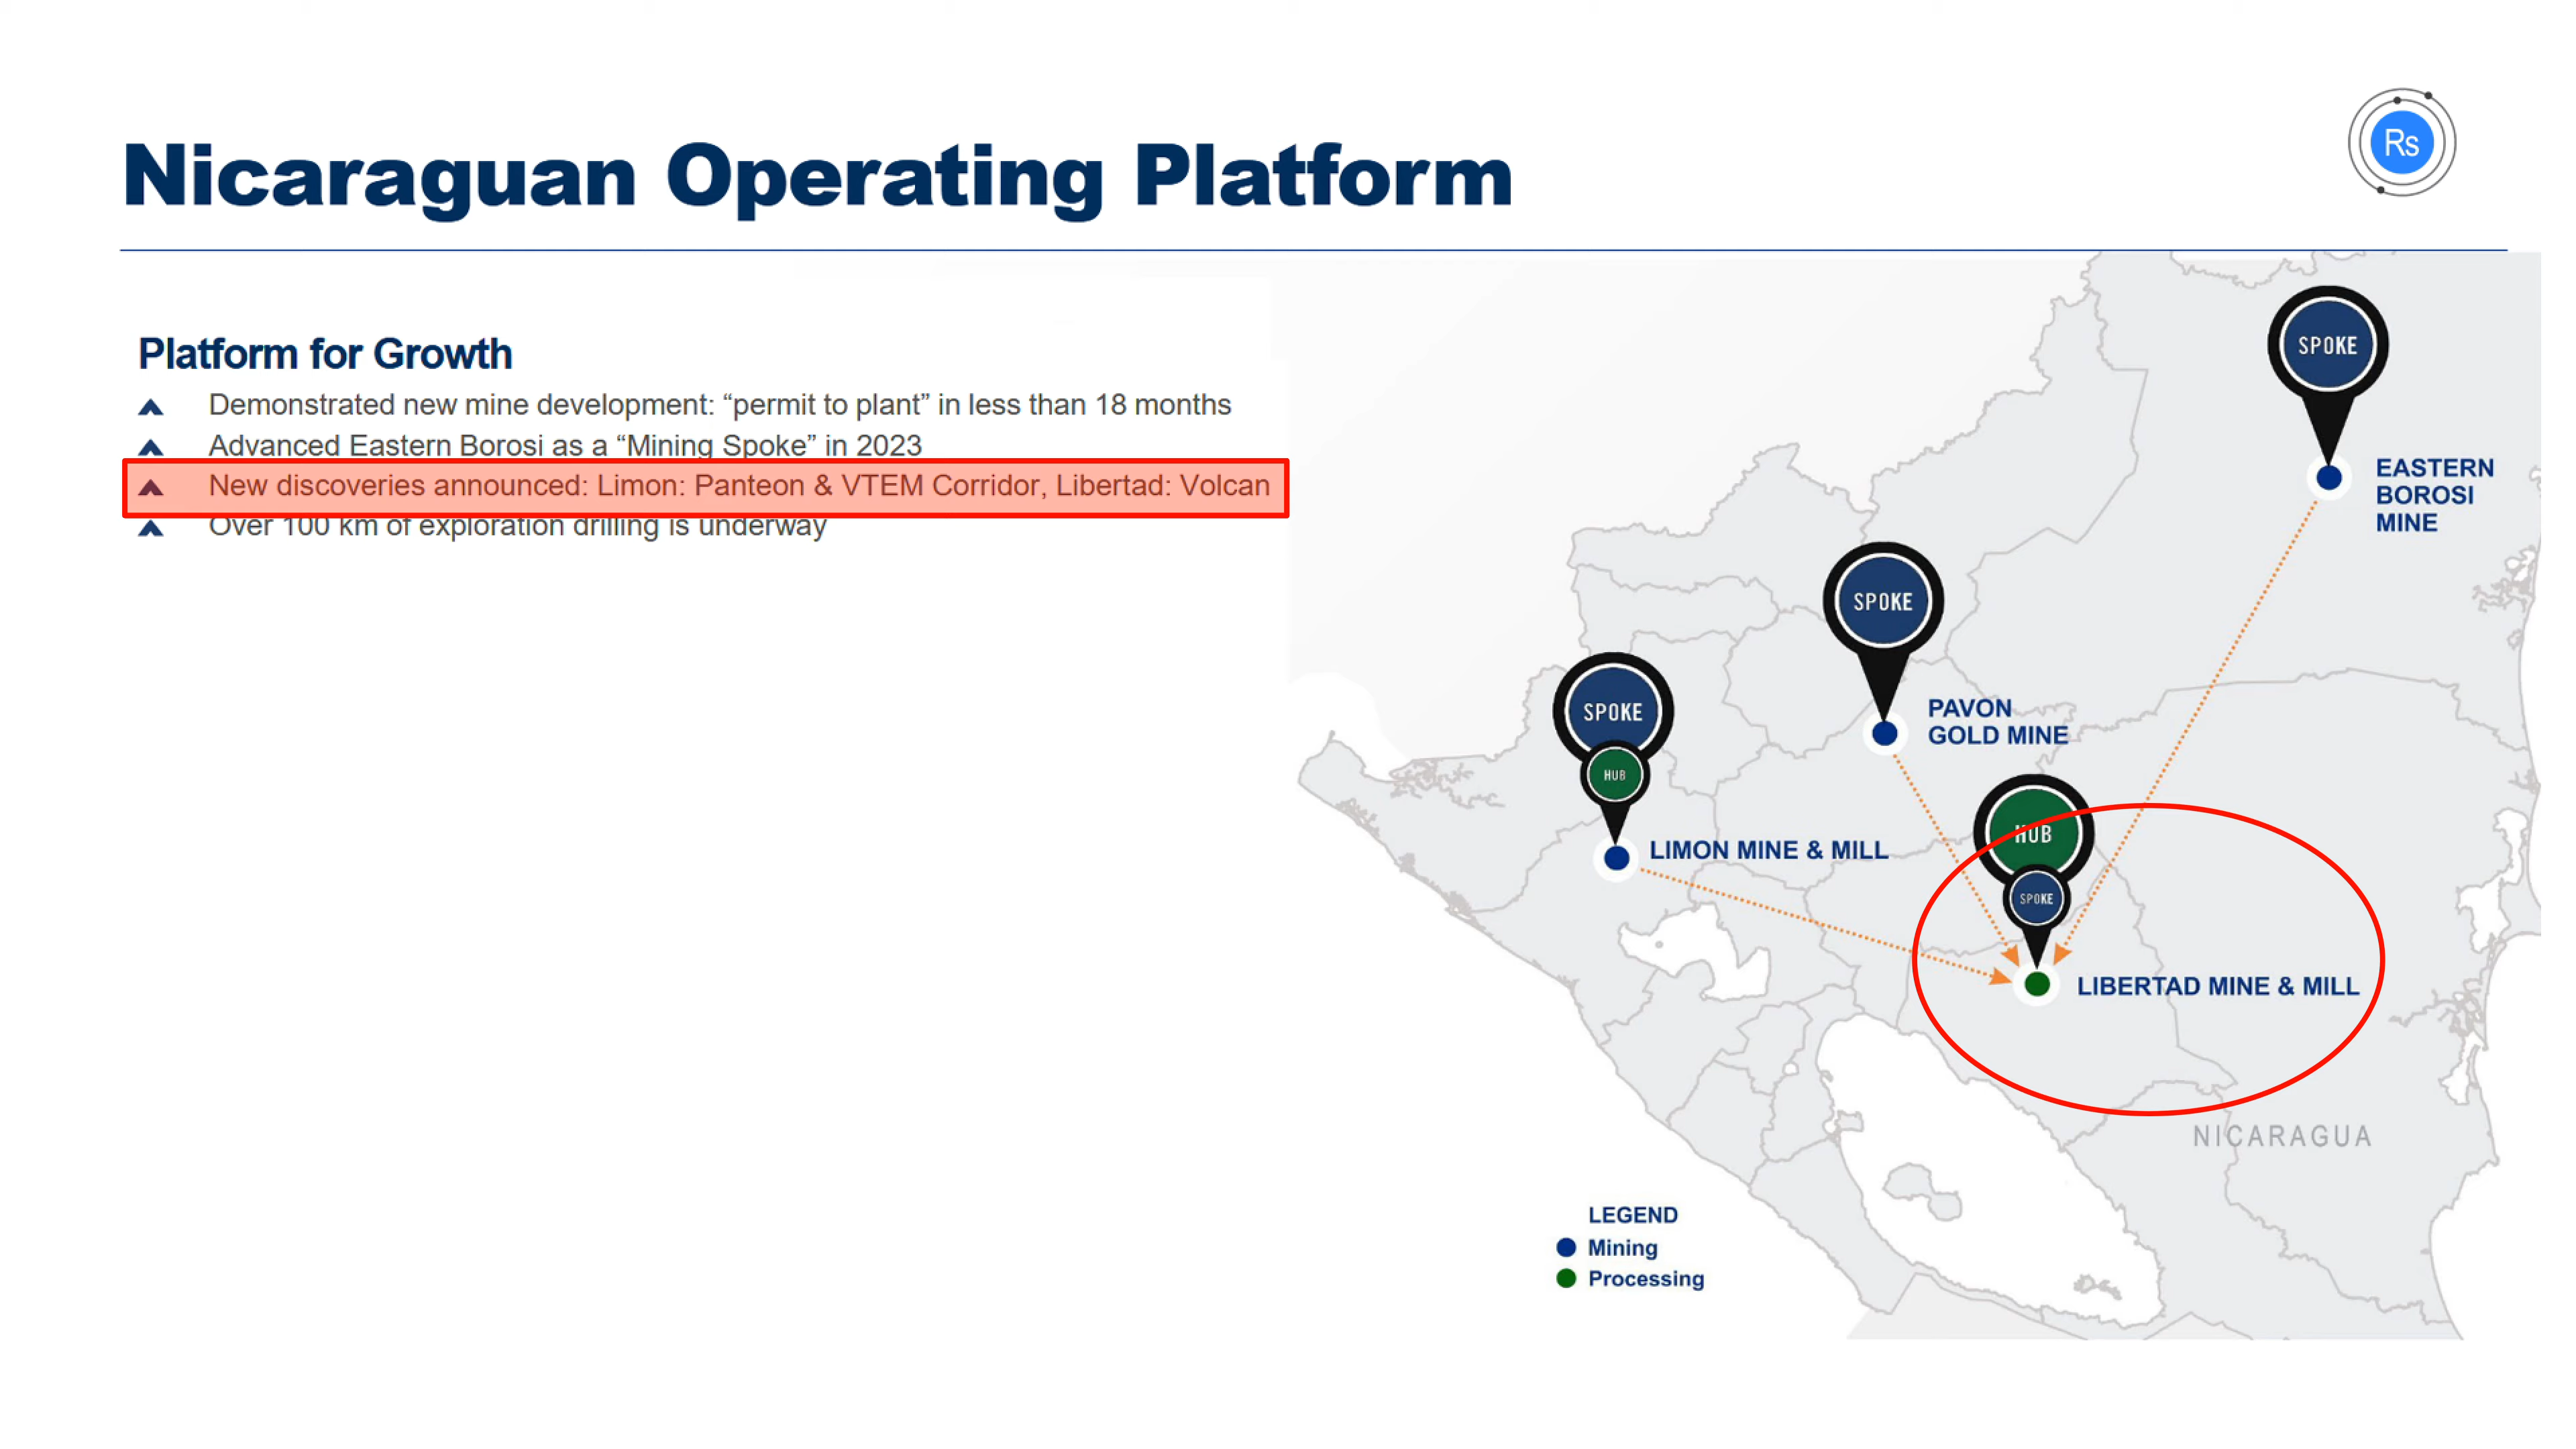 Nicaraguan Operating Platform
Rs
Platform for Growth
Demonstrated new mine development: “permit to plant” in less than 18 months
Advanced Eastern Borosi as a “Mining Spoke” in 2023
New discoveries announced: Limon: Panteon & VTEM Corridor, Libertad: Volcan
Over 100 km of exploration drilling is underway
SPOKE
EASTERN
BOROSI
MINE
SPOKE
PAVON
GOLD MINE
SPOKE
HUB
LIMON MINE & MILL
HUB
SPOKE
LIBERTAD MINE & MILL
NICARAGUA
LEGEND
Mining
Processing